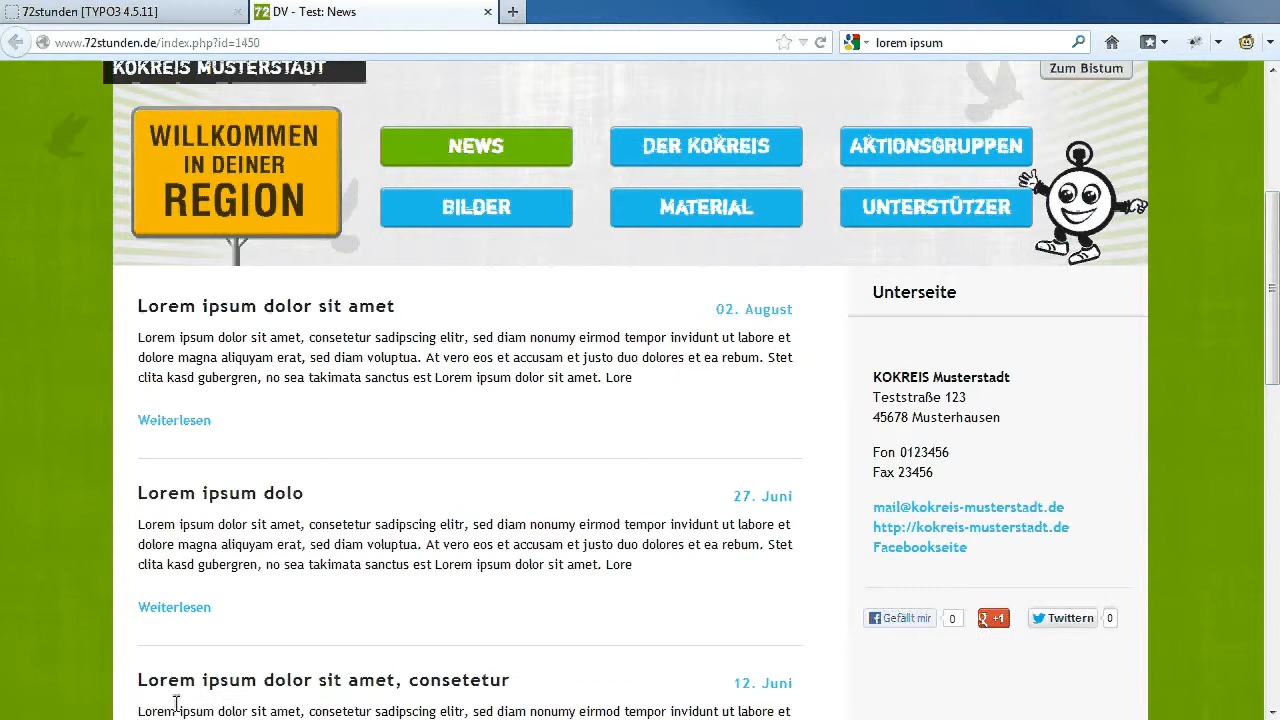 72stunden [TYPO3 4.5.11]
72 DV - Test: News
www.72stunden.de/index.php?id=1450
lorem ipsum
KOKREIS MUSTERSTADT
Zum Bistum
WILLKOMMEN
IN DEINER
REGION
NEWS
DER KOKREIS
AKTIONSGRUPPEN
BILDER
MATERIAL
UNTERSTÜTZER
Lorem ipsum dolor sit amet
02. August
Lorem ipsum dolor sit amet, consetetur sadipscing elitr, sed diam nonumy eirmod tempor invidunt ut labore et
dolore magna aliquyam erat, sed diam voluptua. At vero eos et accusam et justo duo dolores et ea rebum. Stet
clita kasd gubergren, no sea takimata sanctus est Lorem ipsum dolor sit amet. Lore
Weiterlesen
Lorem ipsum dolo
27. Juni
Lorem ipsum dolor sit amet, consetetur sadipscing elitr, sed diam nonumy eirmod tempor invidunt ut labore et
dolore magna aliquyam erat, sed diam voluptua. At vero eos et accusam et justo duo dolores et ea rebum. Stet
clita kasd gubergren, no sea takimata sanctus est Lorem ipsum dolor sit amet. Lore
Weiterlesen
Lorem ipsum dolor sit amet, consetetur
12. Juni
Lorem ipsum dolor sit amet, consetetur sadipscing elitr, sed diam nonumy eirmod tempor invidunt ut labore et
Unterseite
KOKREIS Musterstadt
Teststraße 123
45678 Musterhausen
Fon 0123456
Fax 23456
mail@kokreis-musterstadt.de
http://kokreis-musterstadt.de
Facebookseite
Gefällt mir 0
+1
Twittern 0